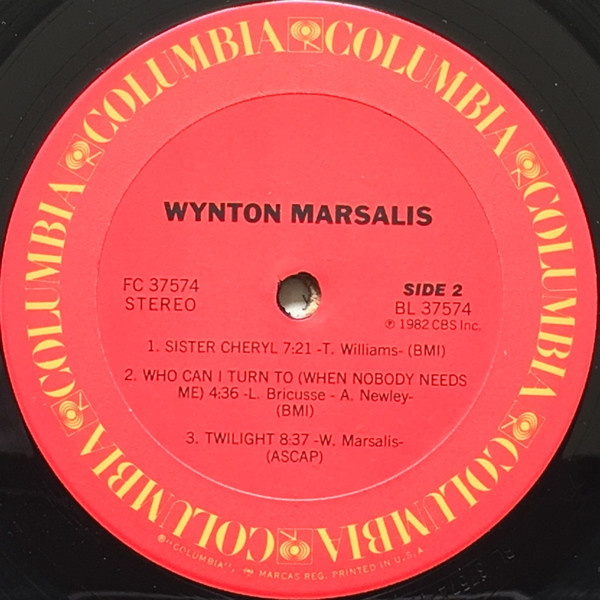 COLUMBIA COLUMBIA COLUMBIA COLUMBIA COLUMBIA COLUMBIA COLUMBIA COLUMBIA
WYNTON MARSALIS
FC 37574
STEREO
SIDE 2
BL 37574
℗ 1982 CBS Inc.
1. SISTER CHERYL 7:21 -T. Williams- (BMI)
2. WHO CAN I TURN TO (WHEN NOBODY NEEDS
ME) 4:36 -L. Bricusse - A. Newley-
(BMI)
3. TWILIGHT 8:37 -W. Marsalis-
(ASCAP)
®"COLUMBIA", MARCAS REG. PRINTED IN U.S.A